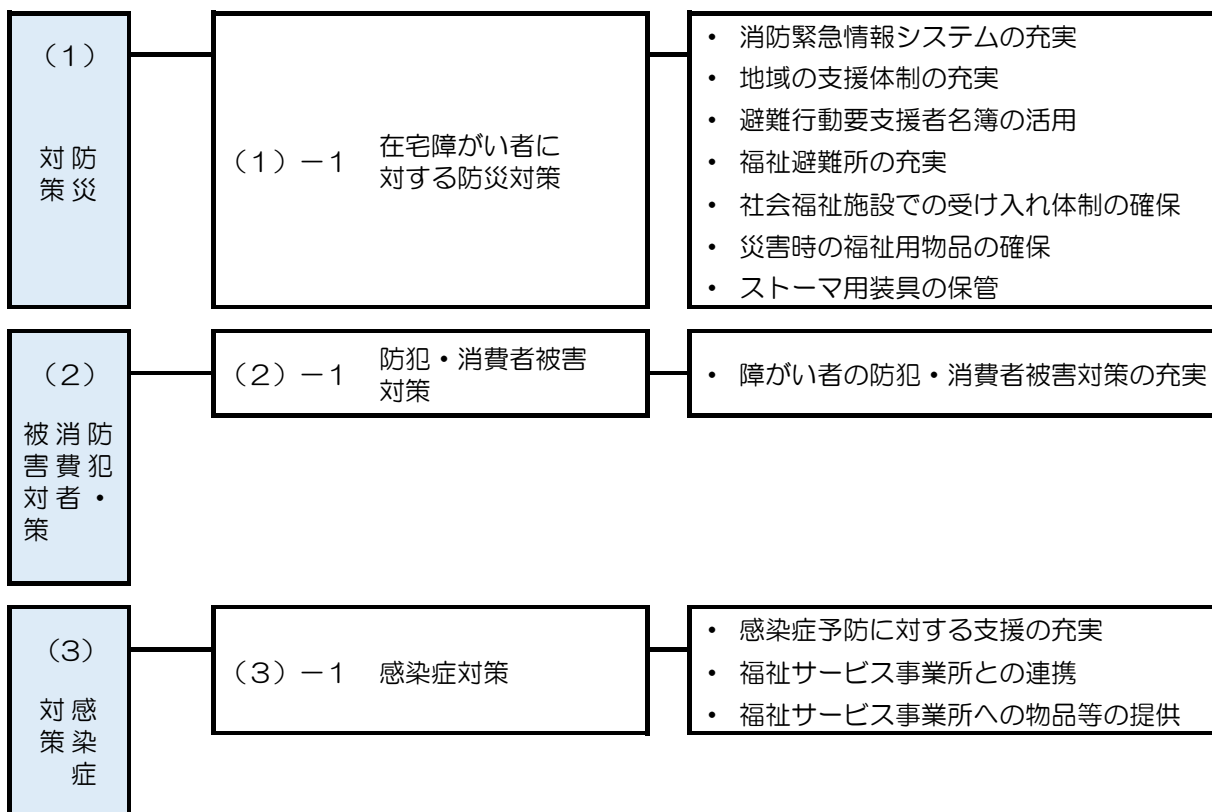 （１）
防災
対策
（１）－１
在宅障がい者に
対する防災対策
・ 消防緊急情報システムの充実
・ 地域の支援体制の充実
・ 避難行動要支援者名簿の活用
・ 福祉避難所の充実
・ 社会福祉施設での受け入れ体制の確保
・ 災害時の福祉用物品の確保
・ ストーマ用装具の保管
（２）
防犯・
消費者
被害対策
（２）－１
防犯・消費者被害
対策
・ 障がい者の防犯・消費者被害対策の充実
（３）
感染症
対策
（３）－１
感染症対策
・ 感染症予防に対する支援の充実
・ 福祉サービス事業所との連携
・ 福祉サービス事業所への物品等の提供